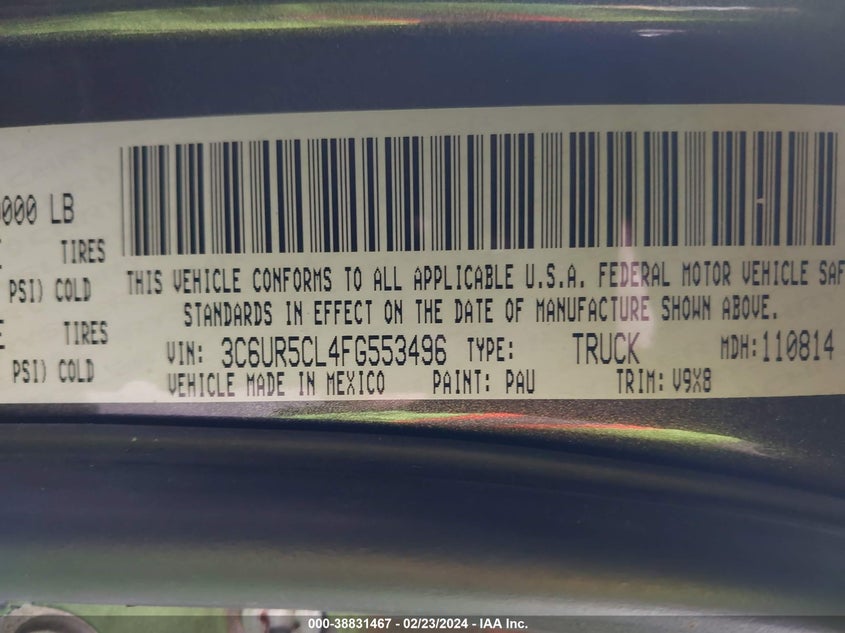 000 LB
TIRES
PSI) COLD
TIRES
PSI) COLD
THIS VEHICLE CONFORMS TO ALL APPLICABLE U.S.A. FEDERAL MOTOR VEHICLE SAF
STANDARDS IN EFFECT ON THE DATE OF MANUFACTURE SHOWN ABOVE.
VIN: 3C6UR5CL4FG553496 TYPE: TRUCK MDH:110814
VEHICLE MADE IN MEXICO PAINT: PAU TRIM: V9X8
000-38831467 - 02/23/2024 - IAA Inc.